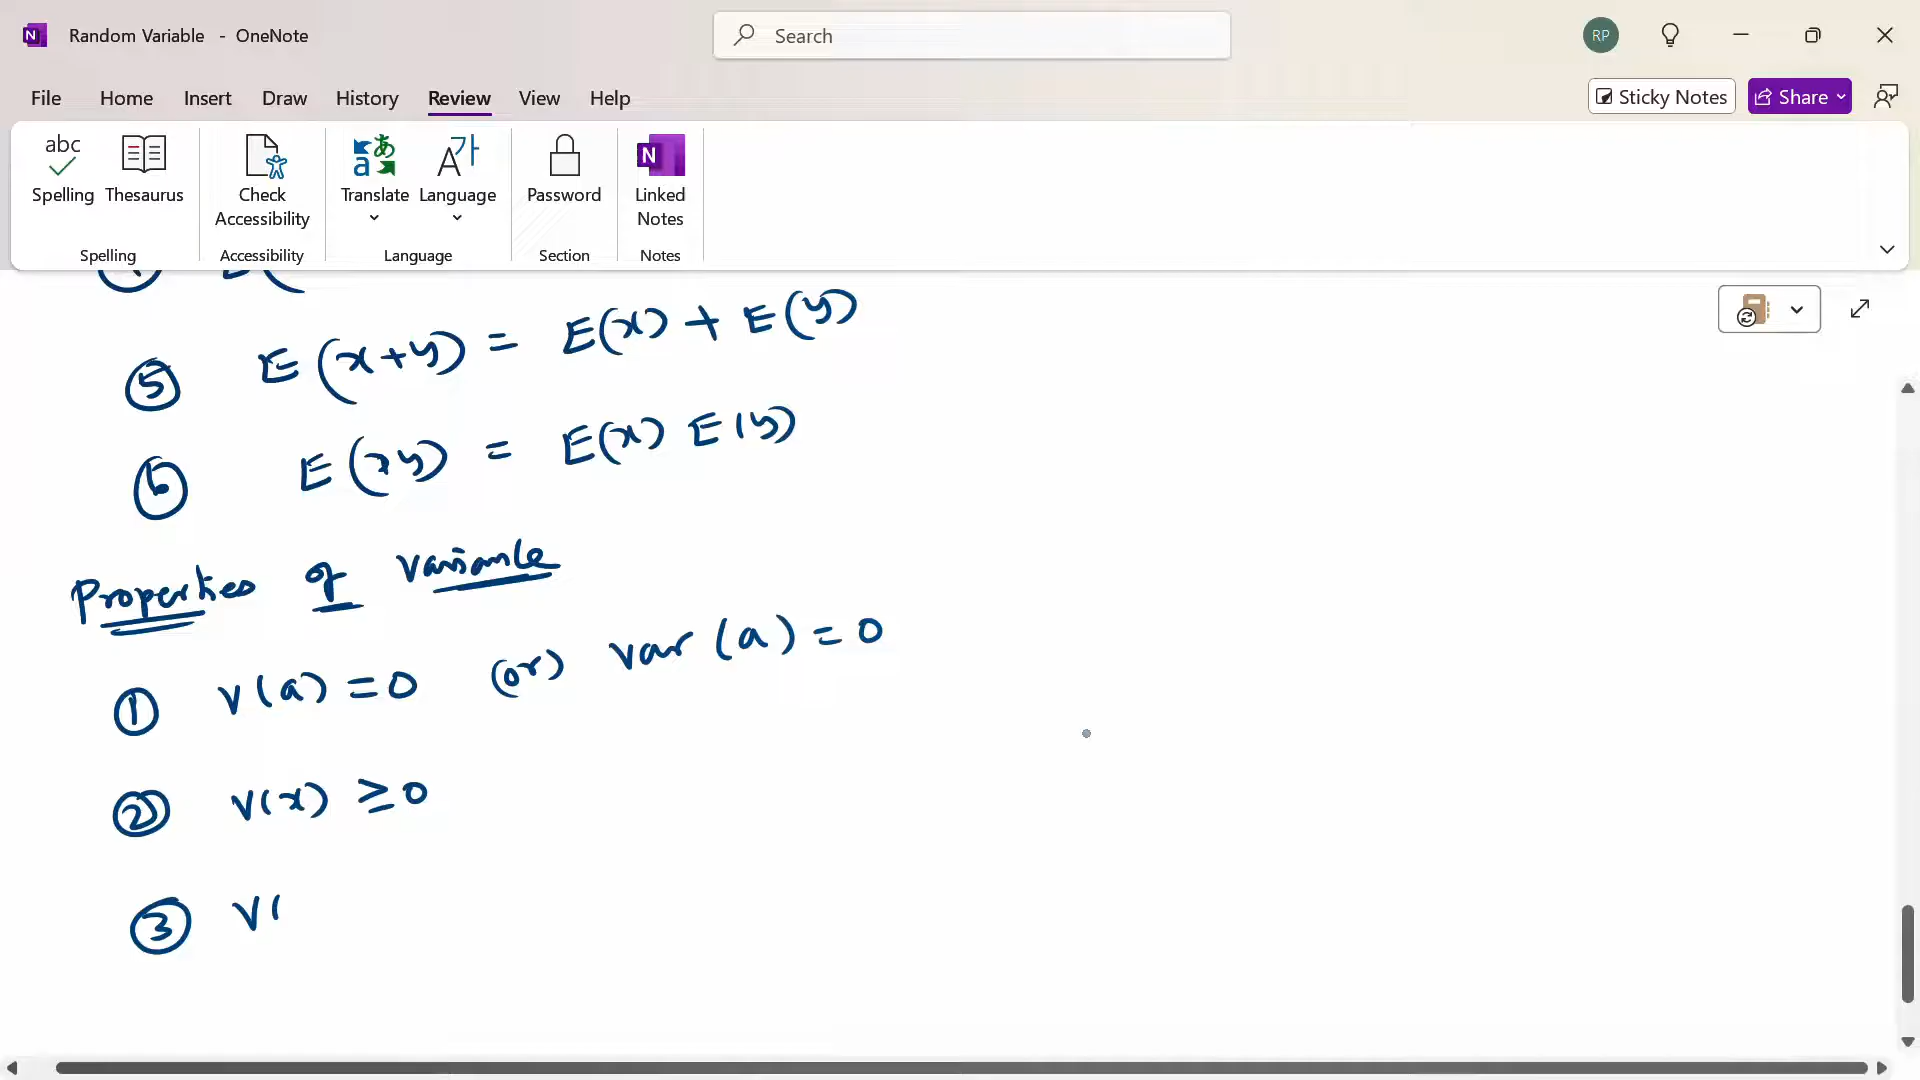 Random Variable - OneNote
Search
RP
File Home Insert Draw History Review View Help
Sticky Notes Share
abc
Spelling Thesaurus Check Accessibility Translate Language Password Linked Notes
Spelling Accessibility Language Section Notes
⑤ E(x+y) = E(x) + E(y)
⑥ E(xy) = E(x) E(y)
Properties of variance
① v(a) = 0 (or) var(a) = 0
② v(x) ≥ 0
③ V(